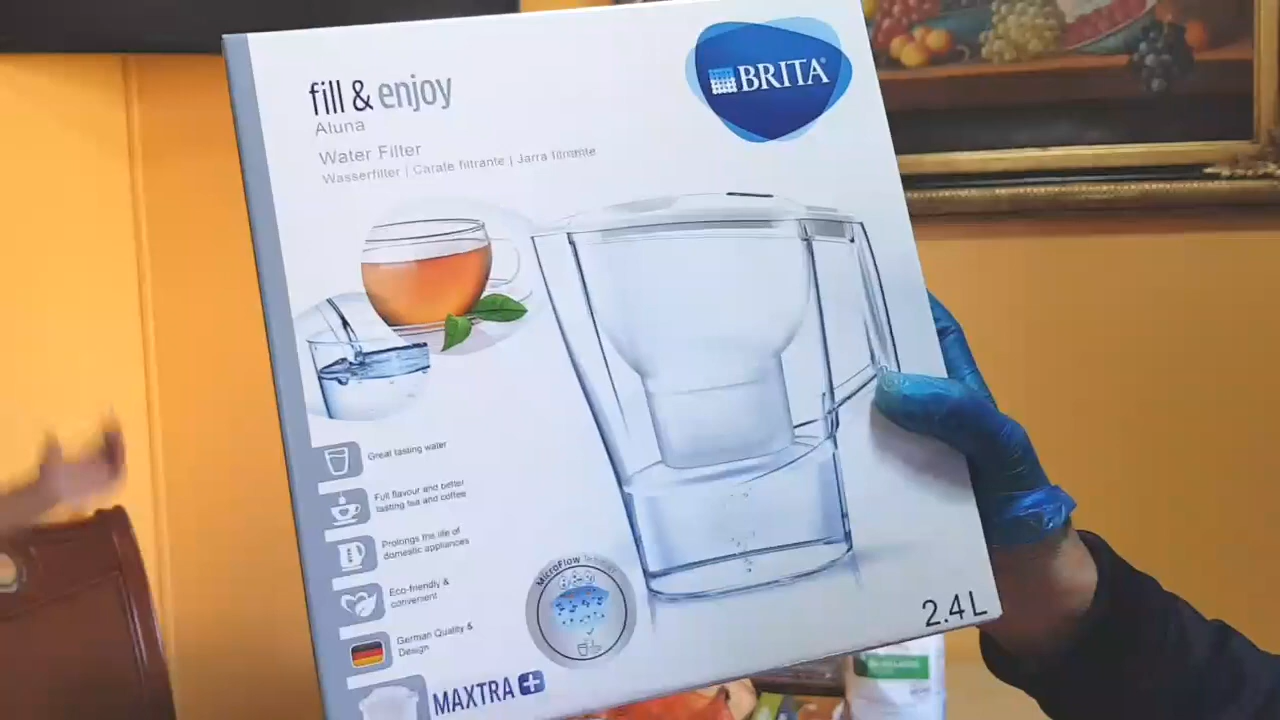 fill & enjoy
BRITA®
Aluna
Water Filter
Wasserfilter | Carafe filtrante | Jarra filtrante
Great tasting water
Full flavour and better
tasting tea and coffee
Prolongs the life of
domestic appliances
Eco-friendly &
convenient
German Quality &
Design
MicroFlow
MAXTRA+
2.4L